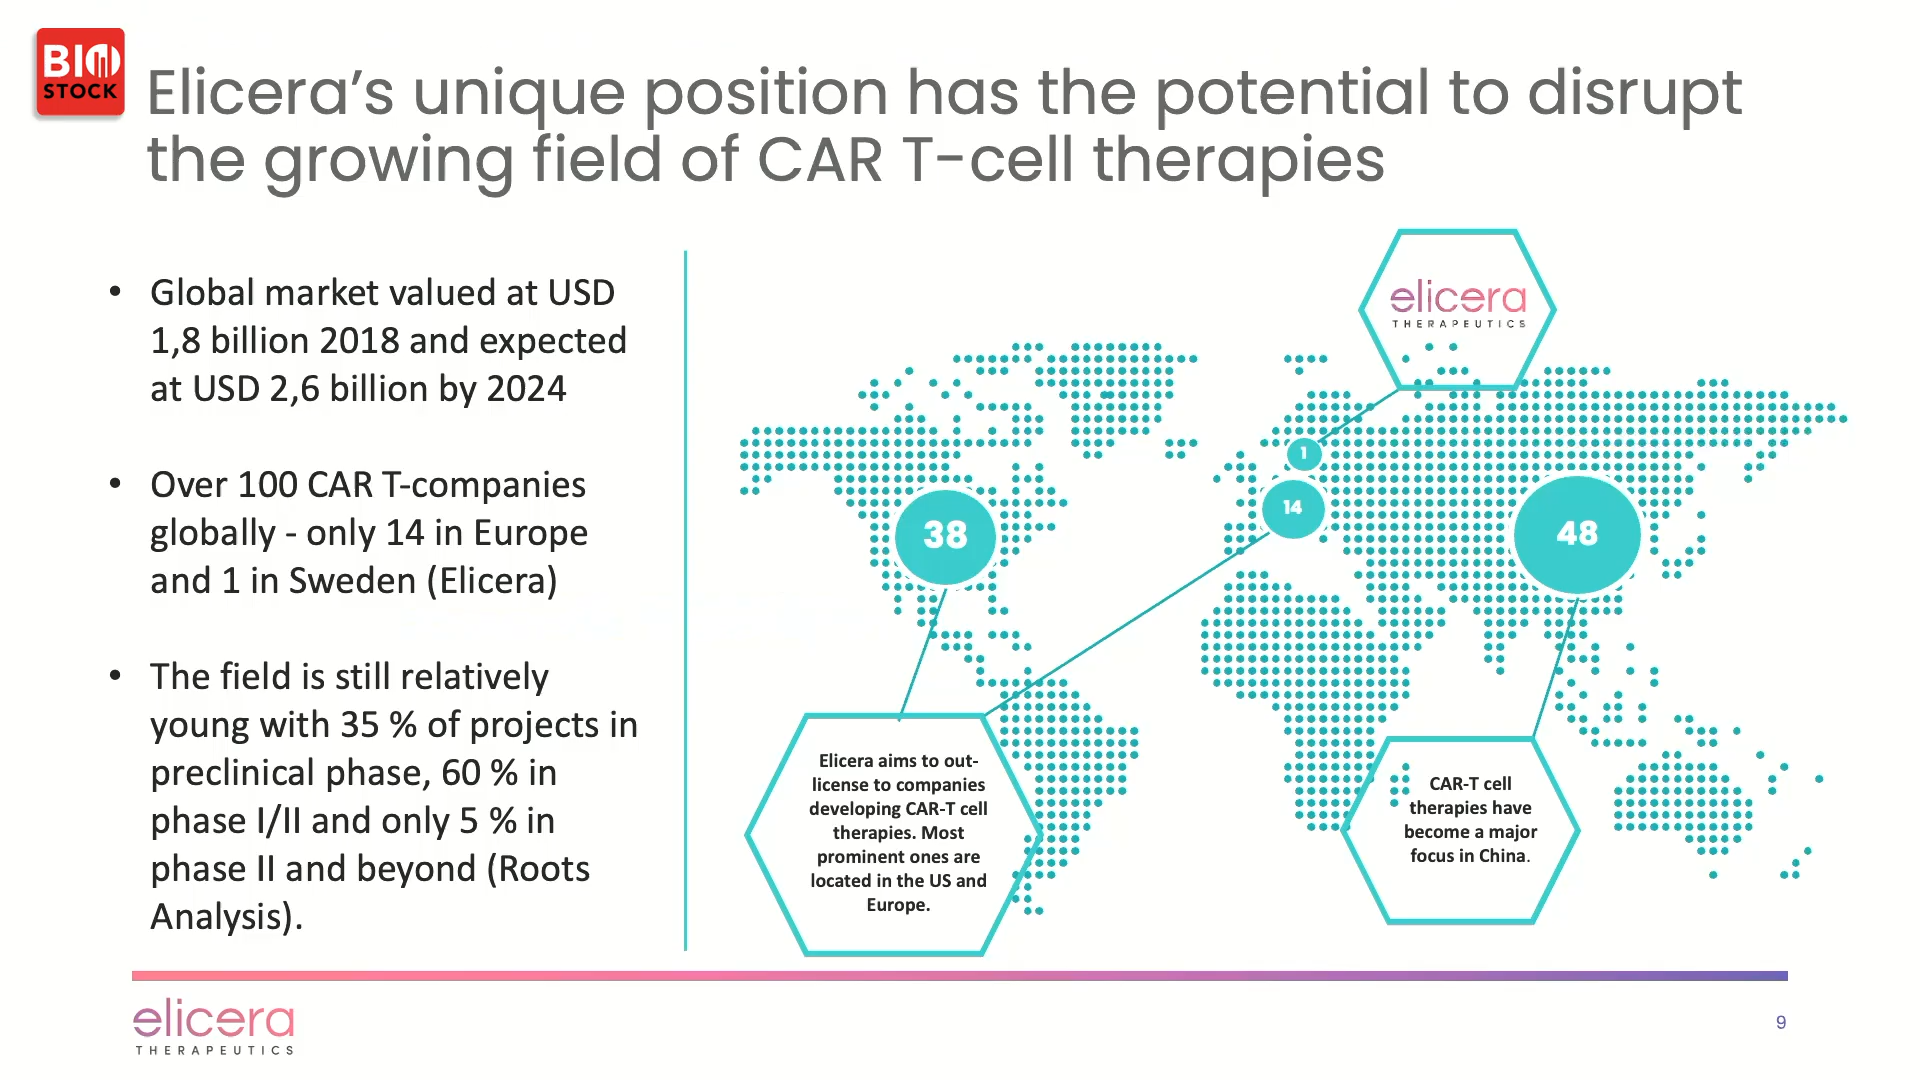 BIO
STOCK
Elicera’s unique position has the potential to disrupt
the growing field of CAR T-cell therapies
• Global market valued at USD
1,8 billion 2018 and expected
at USD 2,6 billion by 2024
• Over 100 CAR T-companies
globally - only 14 in Europe
and 1 in Sweden (Elicera)
• The field is still relatively
young with 35 % of projects in
preclinical phase, 60 % in
phase I/II and only 5 % in
phase II and beyond (Roots
Analysis).
elicera
THERAPEUTICS
1
14
38
48
Elicera aims to out-
license to companies
developing CAR-T cell
therapies. Most
prominent ones are
located in the US and
Europe.
CAR-T cell
therapies have
become a major
focus in China.
elicera
THERAPEUTICS
9